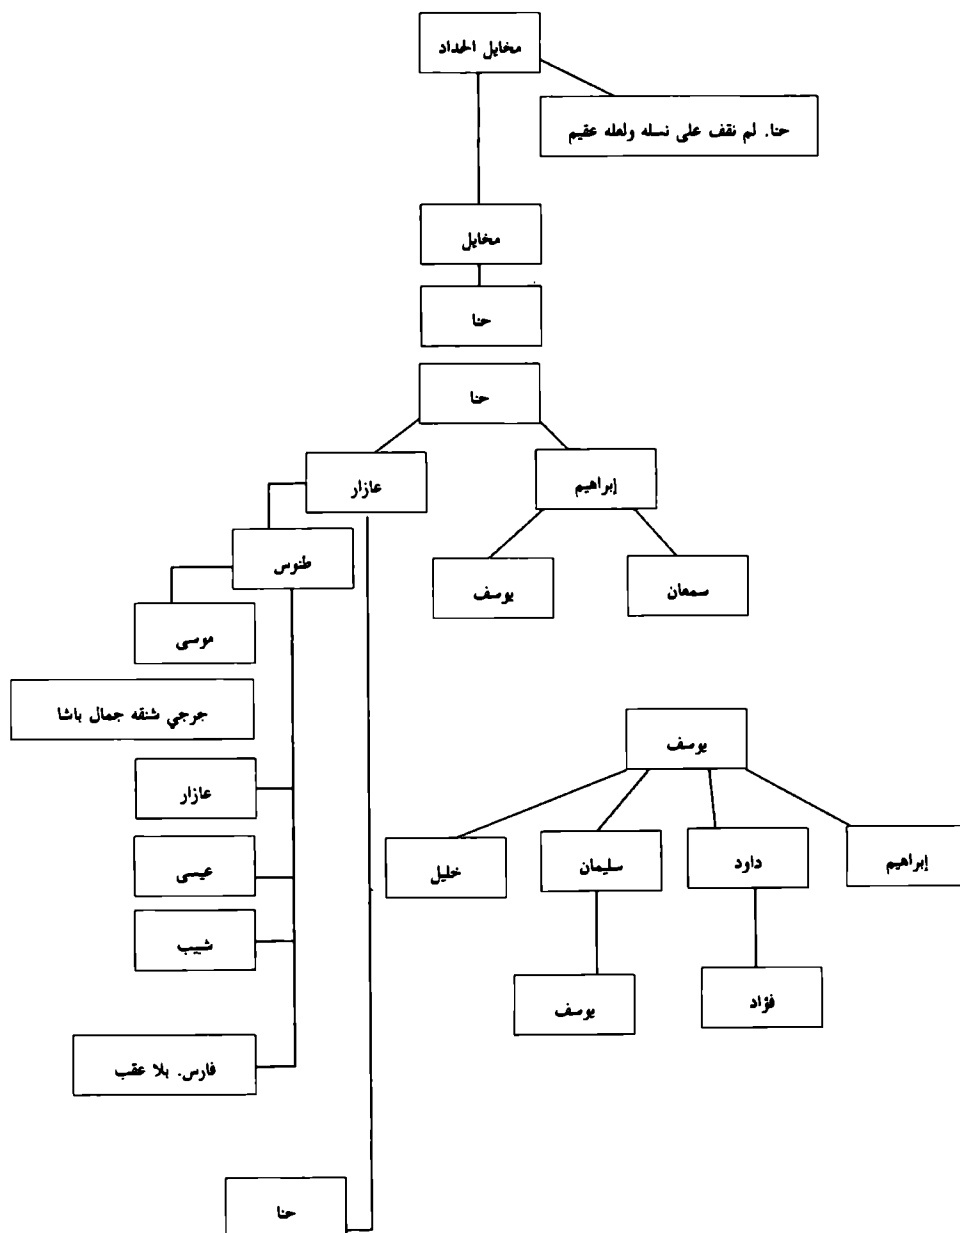 مخايل الحداد
حنا. لم نقف على نسله ولعله عقيم
مخايل
حنا
حنا
إبراهيم
عازار
سمعان
يوسف
طنوس
موسى
جرجي شنقه جمال باشا
عازار
عيسى
شبيب
فارس. بلا عقب
حنا
يوسف
إبراهيم
داود
سليمان
خليل
فؤاد
يوسف